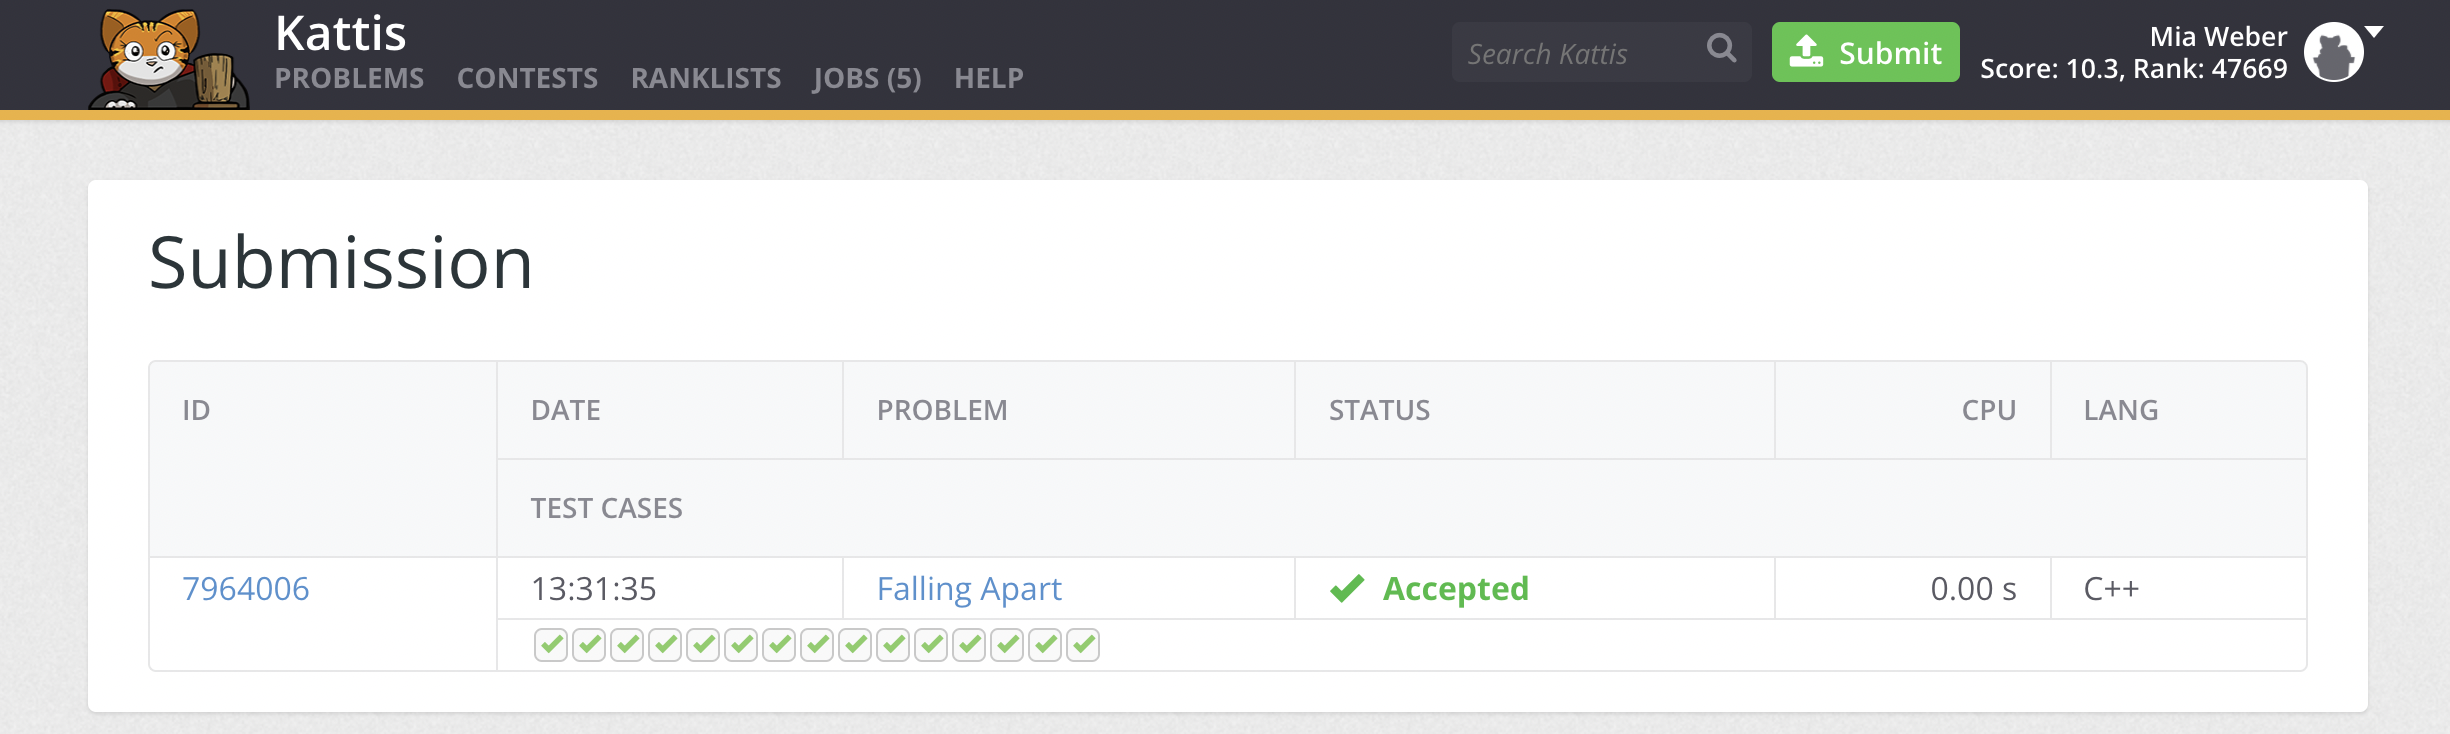 Kattis
PROBLEMS CONTESTS RANKLISTS JOBS (5) HELP
Search Kattis
Submit
Mia Weber
Score: 10.3, Rank: 47669
Submission
ID DATE PROBLEM STATUS CPU LANG
TEST CASES
7964006 13:31:35 Falling Apart Accepted 0.00 s C++